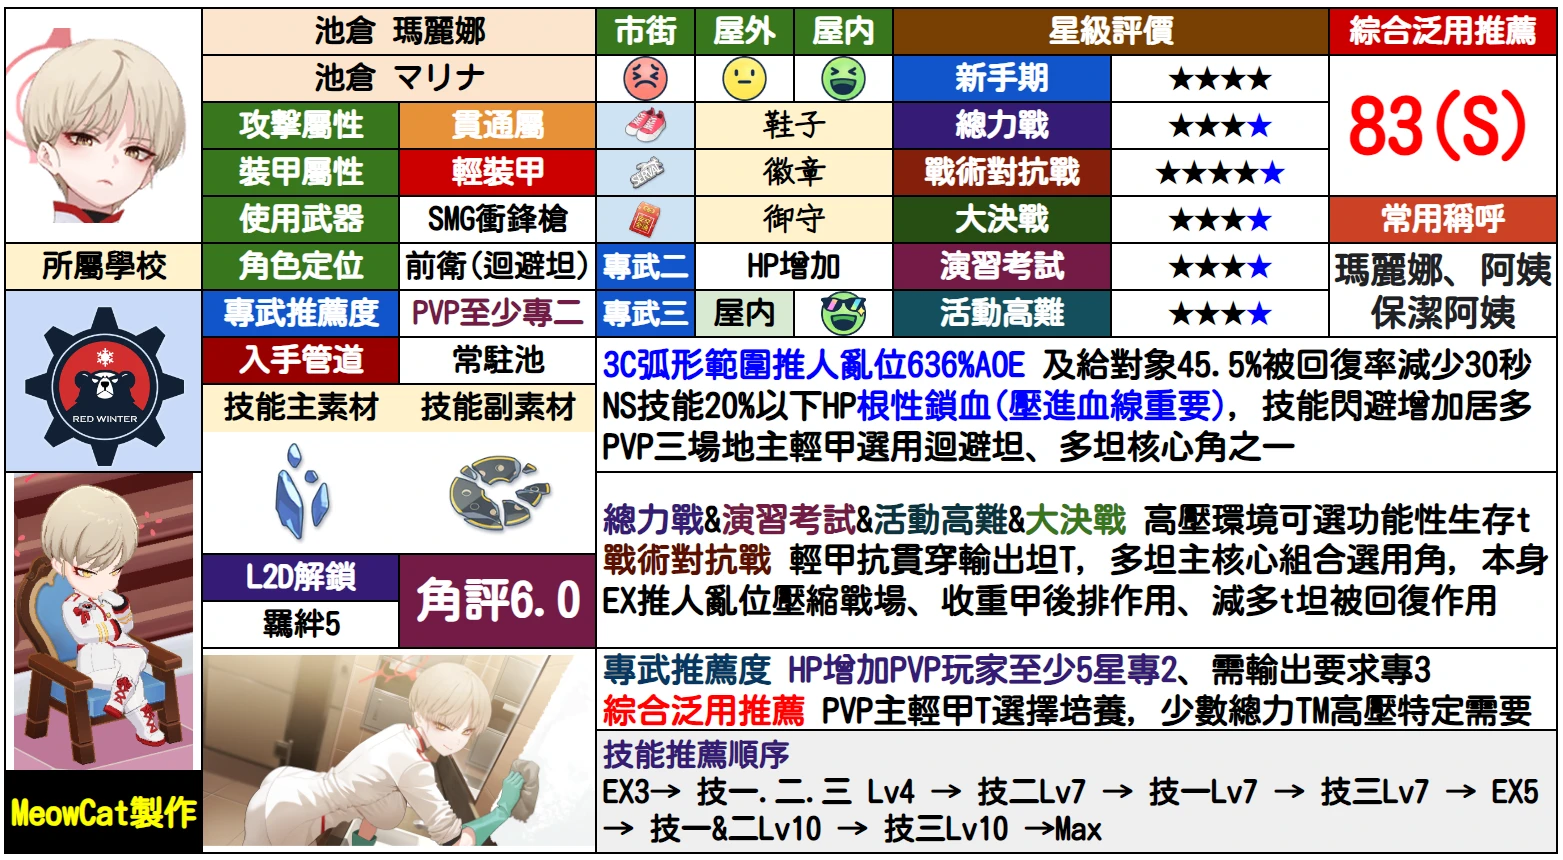 池倉 瑪麗娜
市街 屋外 屋內 星級評價 綜合泛用推薦
池倉 マリナ
新手期 ★★★★
83(S)
攻擊屬性 貫通屬 鞋子 總力戰 ★★★★
裝甲屬性 輕裝甲 徽章 戰術對抗戰 ★★★★★
使用武器 SMG衝鋒槍 御守 大決戰 ★★★★ 常用稱呼
所屬學校 角色定位 前衛(迴避坦) 專武二 HP增加 演習考試 ★★★★
瑪麗娜、阿姨
保潔阿姨
專武推薦度 PVP至少專二 專武三 屋內 活動高難 ★★★★
入手管道 常駐池
RED WINTER
技能主素材 技能副素材
3C弧形範圍推人亂位636%AOE 及給對象45.5%被回復率減少30秒
NS技能20%以下HP根性鎖血(壓進血線重要), 技能閃避增加居多
PVP三場地主輕甲選用迴避坦、多坦核心角之一
總力戰&演習考試&活動高難&大決戰 高壓環境可選功能性生存t
戰術對抗戰 輕甲抗貫穿輸出坦T, 多坦主核心組合選用角, 本身
EX推人亂位壓縮戰場、收重甲後排作用、減多t坦被回復作用
L2D解鎖
羈絆5
角評6.0
專武推薦度 HP增加PVP玩家至少5星專2、需輸出要求專3
綜合泛用推薦 PVP主輕甲T選擇培養, 少數總力TM高壓特定需要
技能推薦順序
EX3→ 技一.二.三 Lv4 → 技二Lv7 → 技一Lv7 → 技三Lv7 → EX5
→ 技一&二Lv10 → 技三Lv10 →Max
MeowCat製作